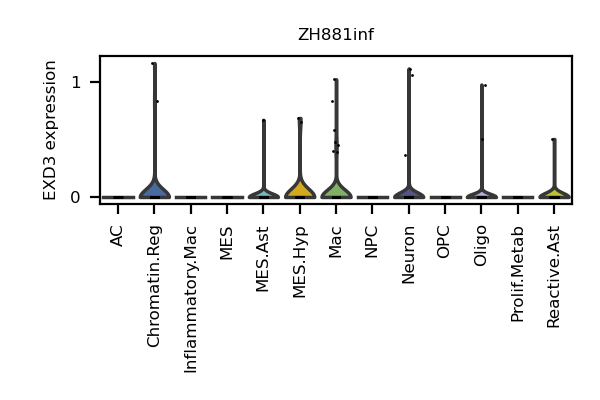 ZH881inf
EXD3 expression
1
0
AC
Chromatin.Reg
Inflammatory.Mac
MES
MES.Ast
MES.Hyp
Mac
NPC
Neuron
OPC
Oligo
Prolif.Metab
Reactive.Ast